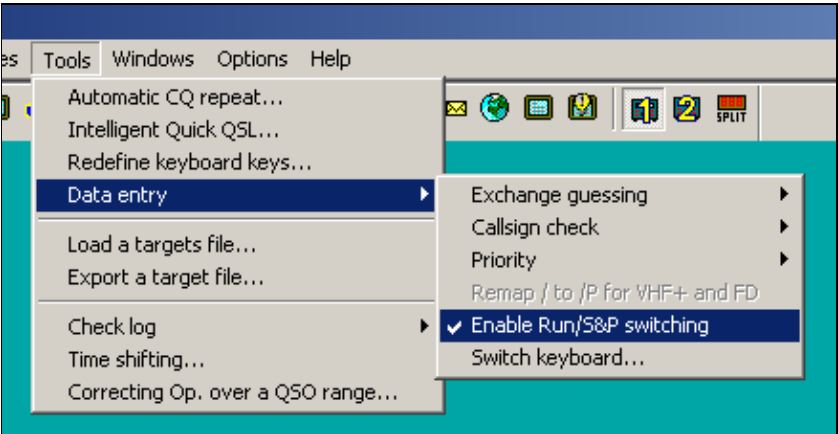 es Tools Windows Options Help
1 2 SPLIT
Automatic CQ repeat...
Intelligent Quick QSL...
Redefine keyboard keys...
Data entry
Load a targets file...
Export a target file...
Check log
Time shifting...
Correcting Op. over a QSO range...
Exchange guessing
Callsign check
Priority
Remap / to /P for VHF+ and FD
Enable Run/S&P switching
Switch keyboard...